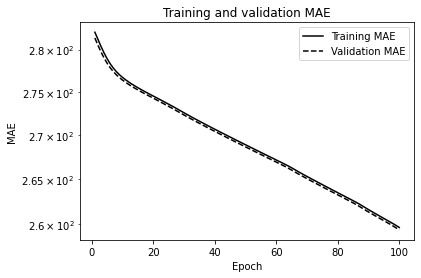 Training and validation MAE
Training MAE
Validation MAE
2.8 × 10²
2.75 × 10²
2.7 × 10²
2.65 × 10²
2.6 × 10²
MAE
0 20 40 60 80 100
Epoch